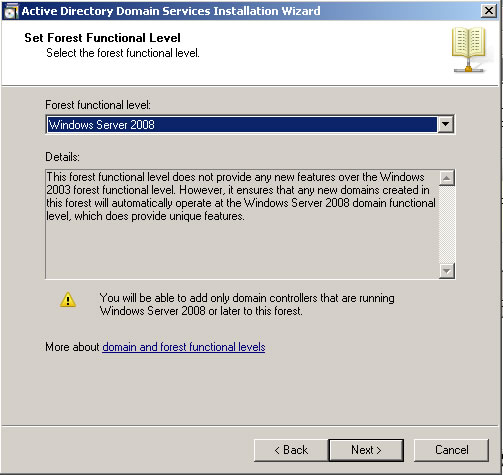 Active Directory Domain Services Installation Wizard
Set Forest Functional Level
Select the forest functional level.
Forest functional level:
Windows Server 2008
Details:
This forest functional level does not provide any new features over the Windows
2003 forest functional level. However, it ensures that any new domains created in
this forest will automatically operate at the Windows Server 2008 domain functional
level, which does provide unique features.
You will be able to add only domain controllers that are running
Windows Server 2008 or later to this forest.
More about domain and forest functional levels
< Back
Next >
Cancel